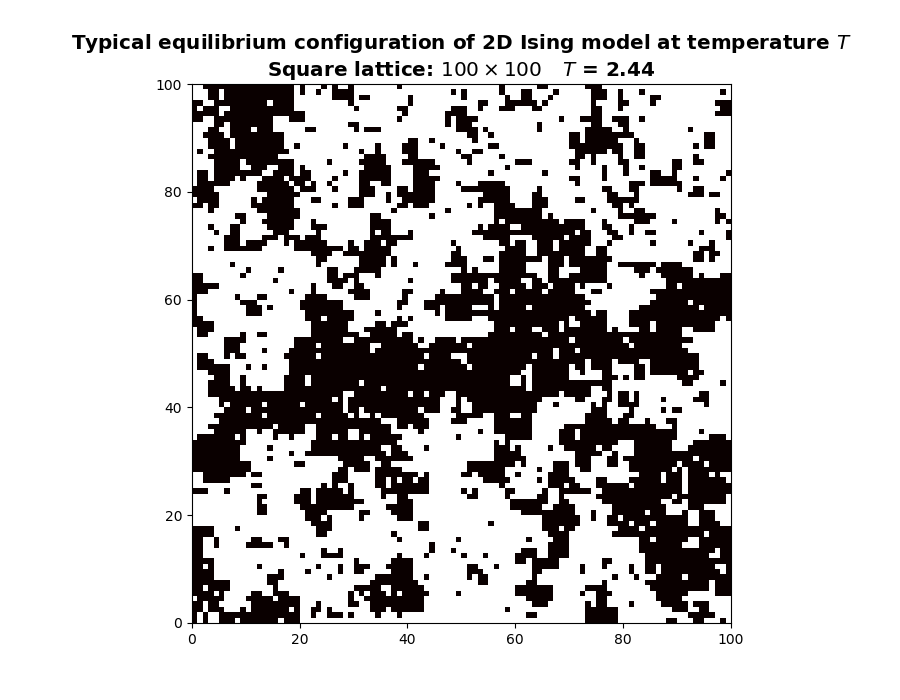 Typical equilibrium configuration of 2D Ising model at temperature T
Square lattice: 100 × 100 T = 2.44
100
80
60
40
20
0
0 20 40 60 80 100